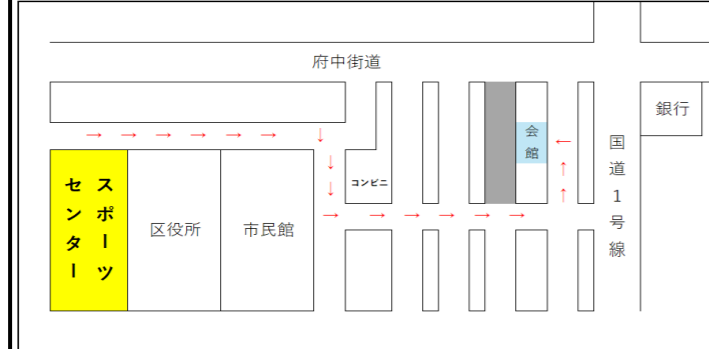 府中街道
銀行
会館
国道1号線
コンビニ
スポーツ
センター
区役所
市民館